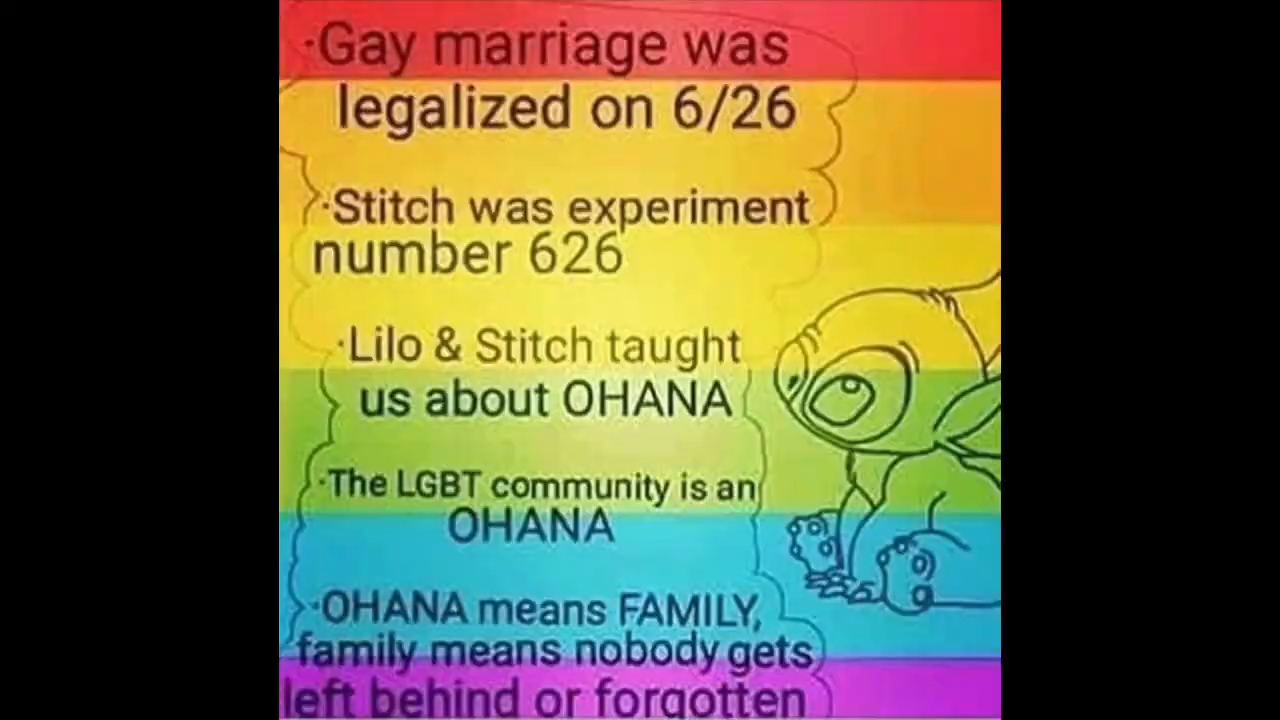 ·Gay marriage was
legalized on 6/26
·Stitch was experiment
number 626
·Lilo & Stitch taught
us about OHANA
·The LGBT community is an
OHANA
·OHANA means FAMILY,
family means nobody gets
left behind or forgotten